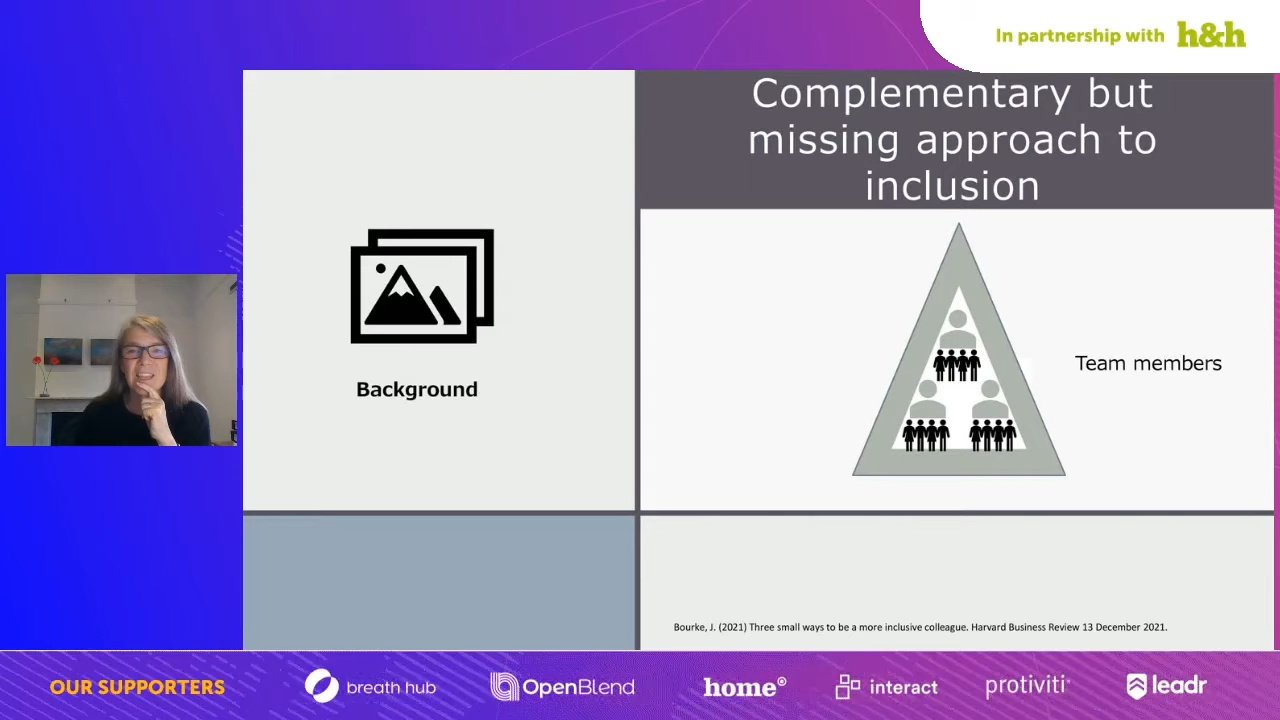 In partnership with h&h
Complementary but
missing approach to
inclusion
Background
Team members
Bourke, J. (2021) Three small ways to be a more inclusive colleague. Harvard Business Review 13 December 2021.
OUR SUPPORTERS breath hub OpenBlend home® interact protiviti® leadr